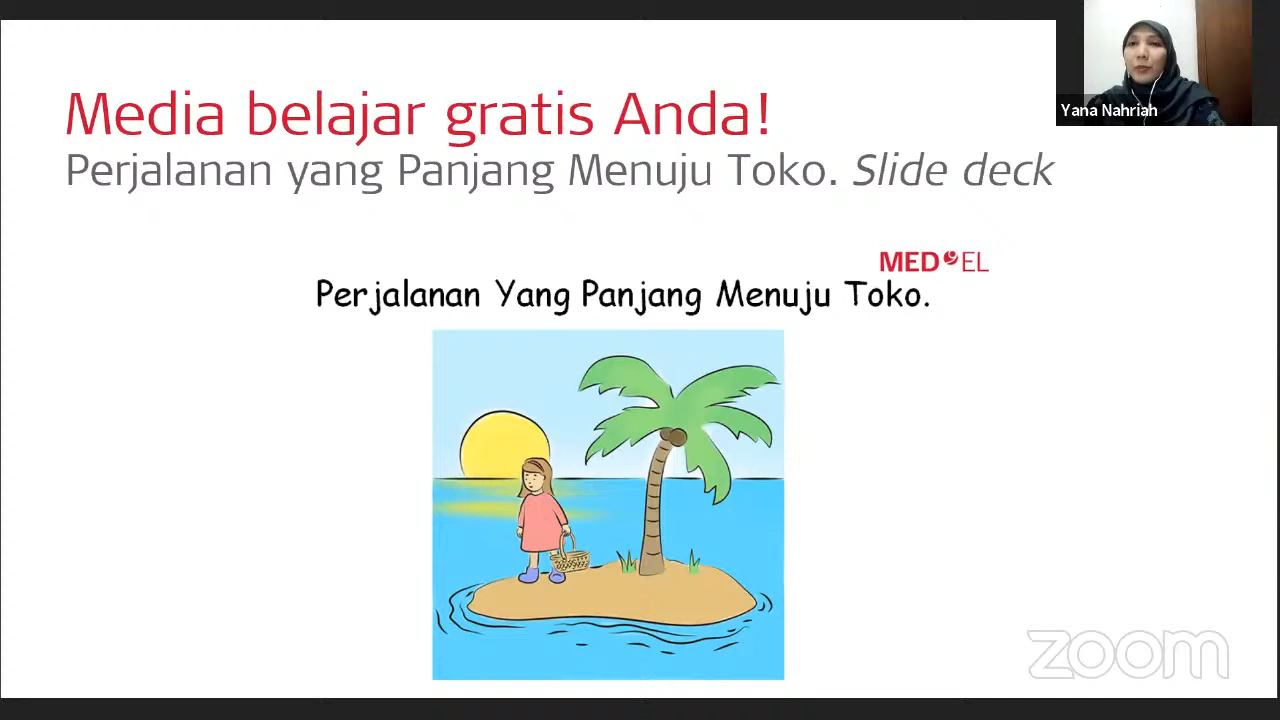 Media belajar gratis Anda!
Perjalanan yang Panjang Menuju Toko. Slide deck
Yana Nahriah
MED EL
Perjalanan Yang Panjang Menuju Toko.
zoom